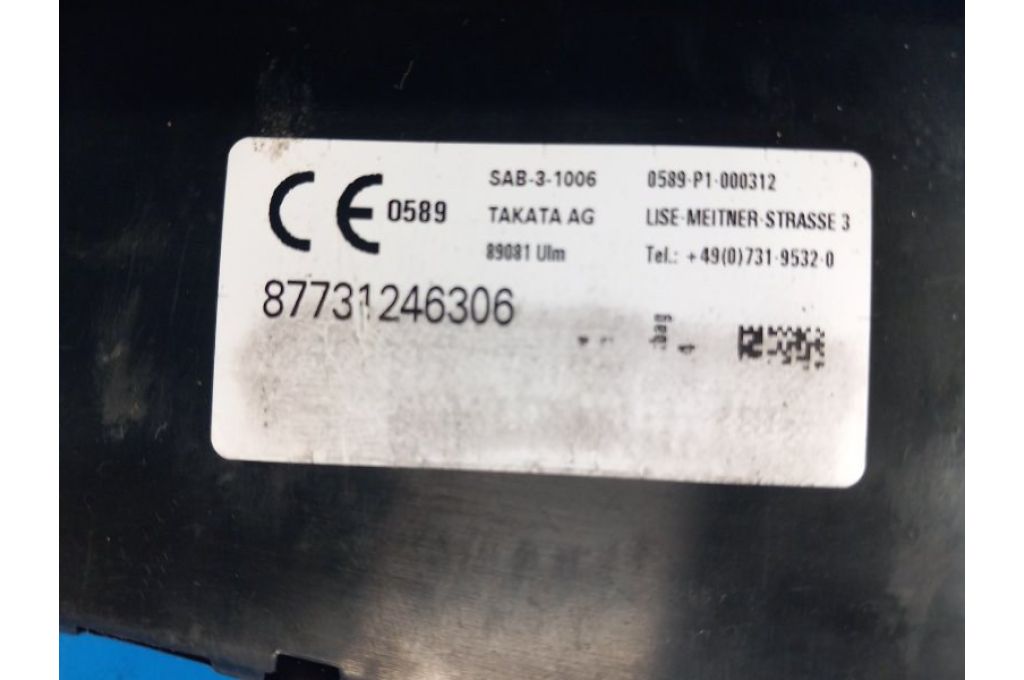 CE 0589 SAB-3-1006 0589-P1-000312
TAKATA AG LISE-MEITNER-STRASSE 3
89081 Ulm Tel.: +49(0)731-9532-0
87731246306